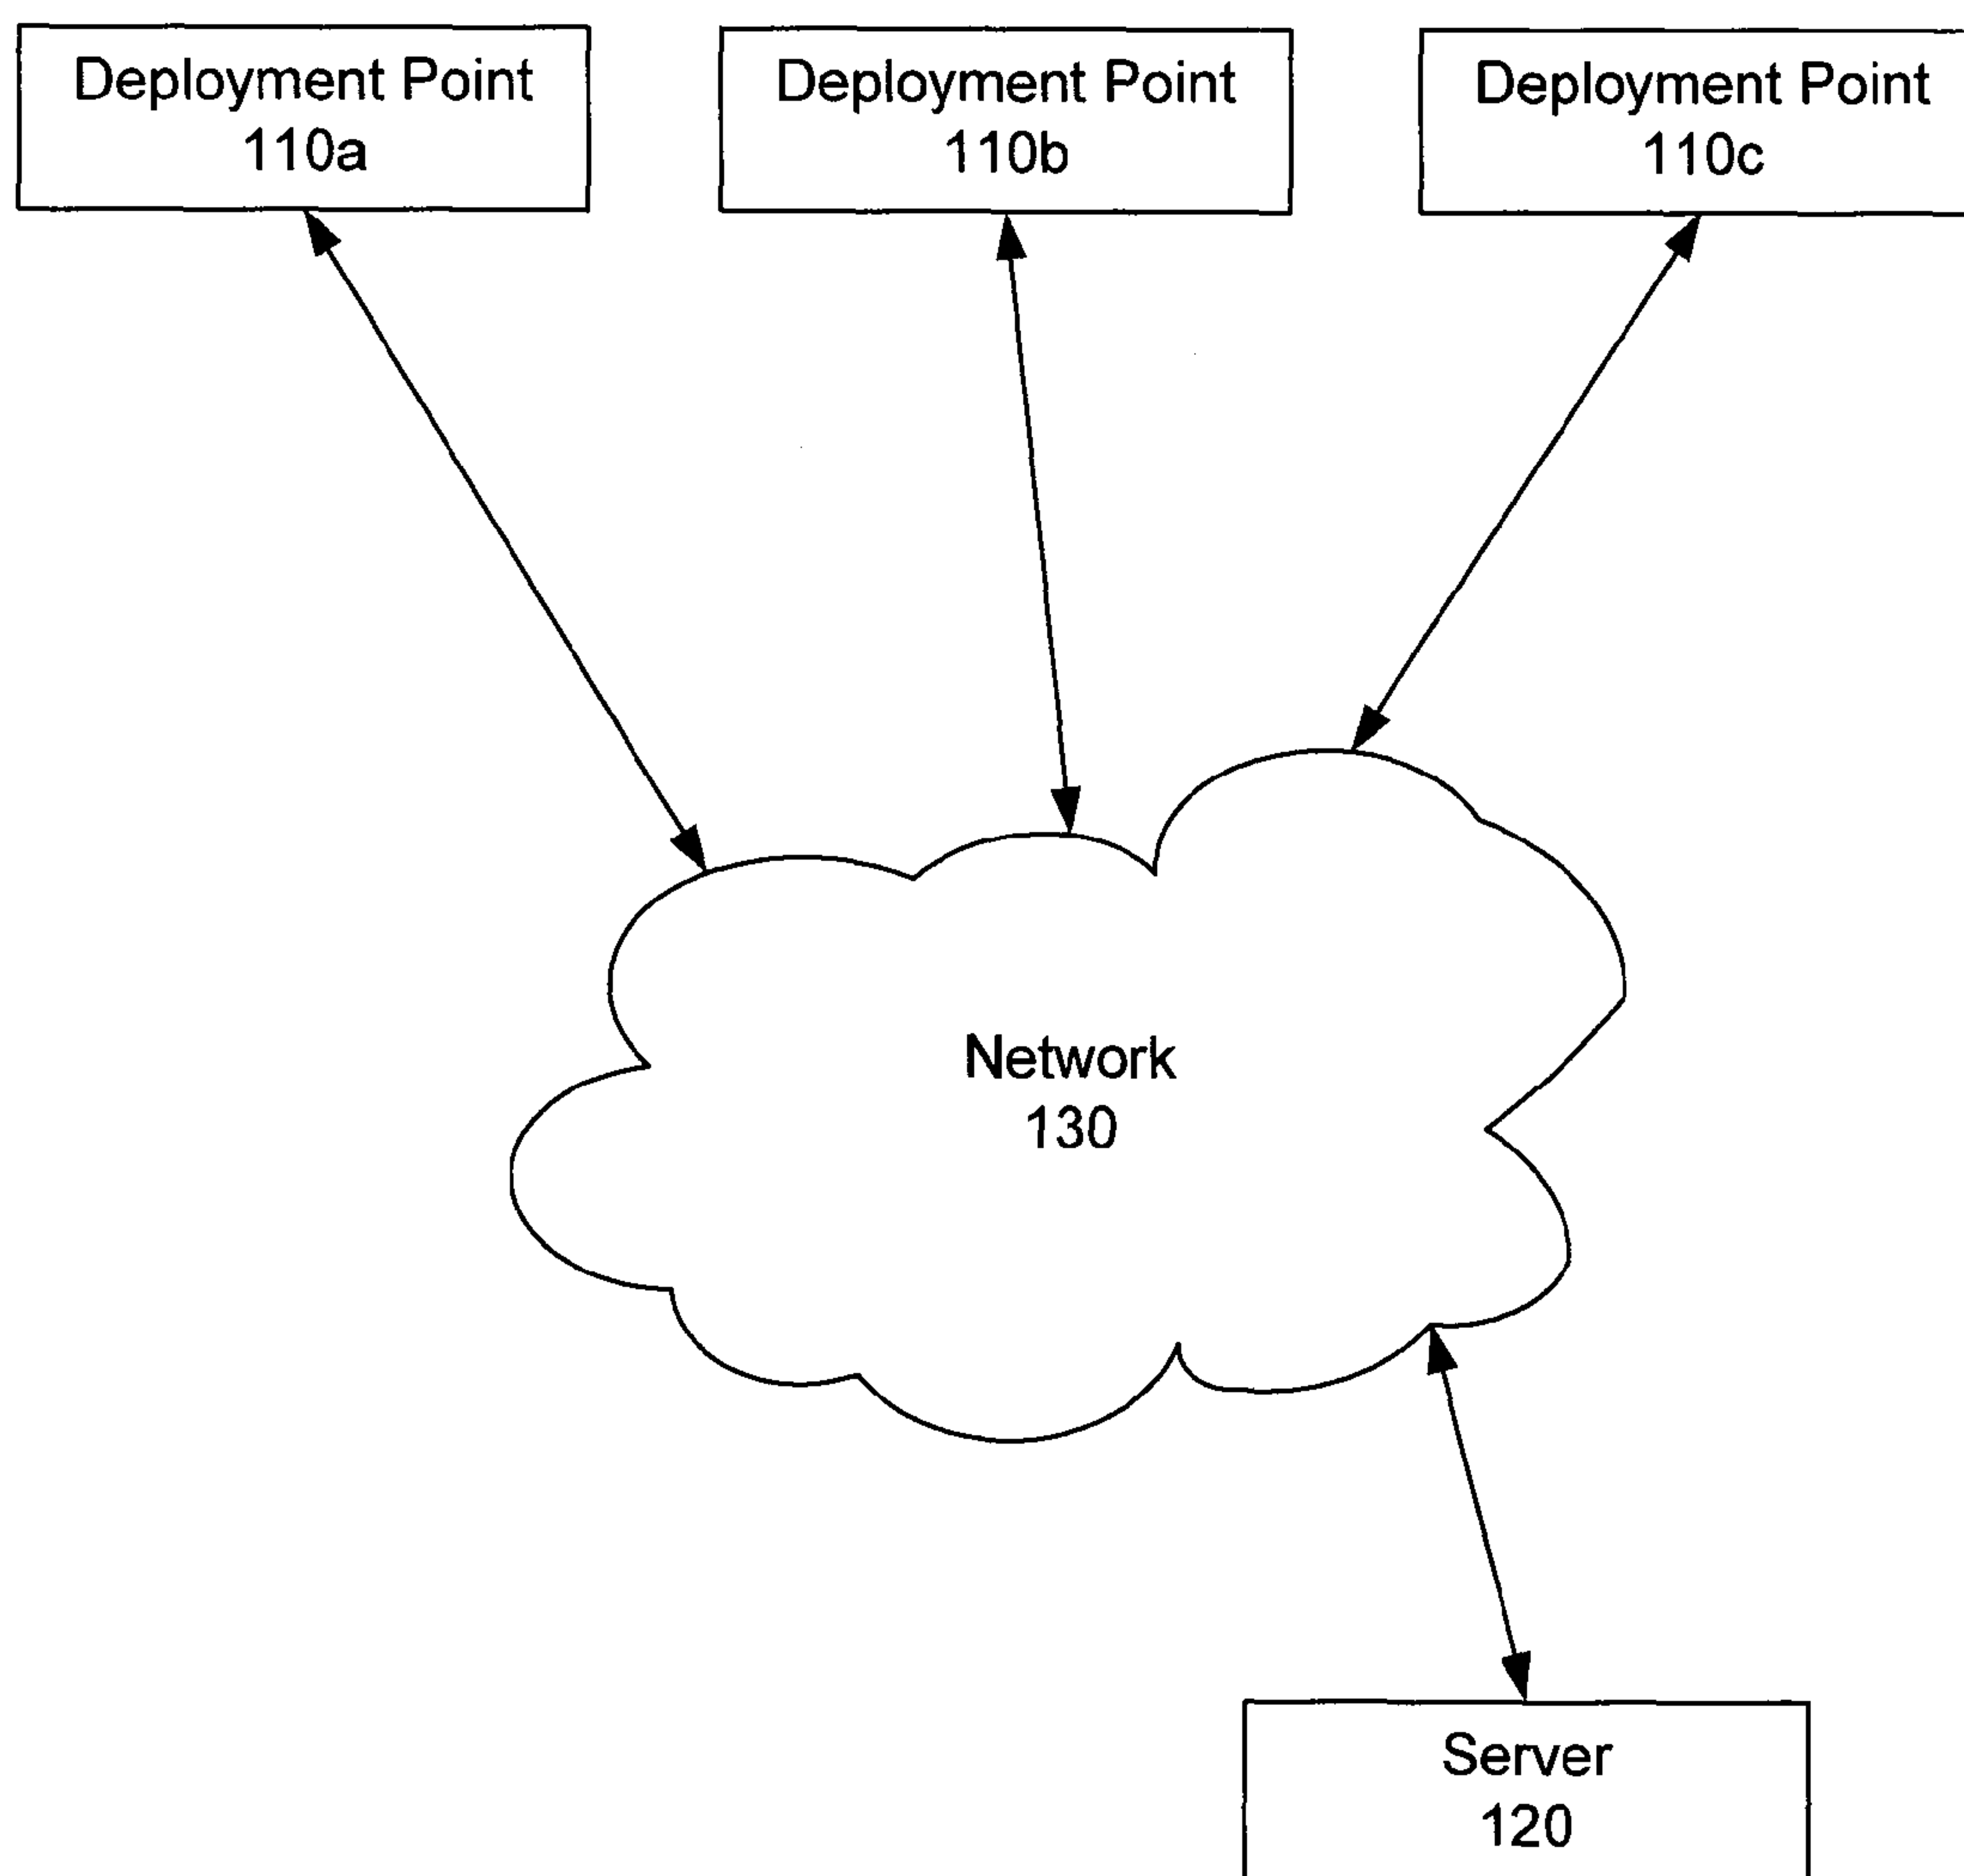 Deployment Point
110a
Deployment Point
110b
Deployment Point
110c
Network
130
Server
120